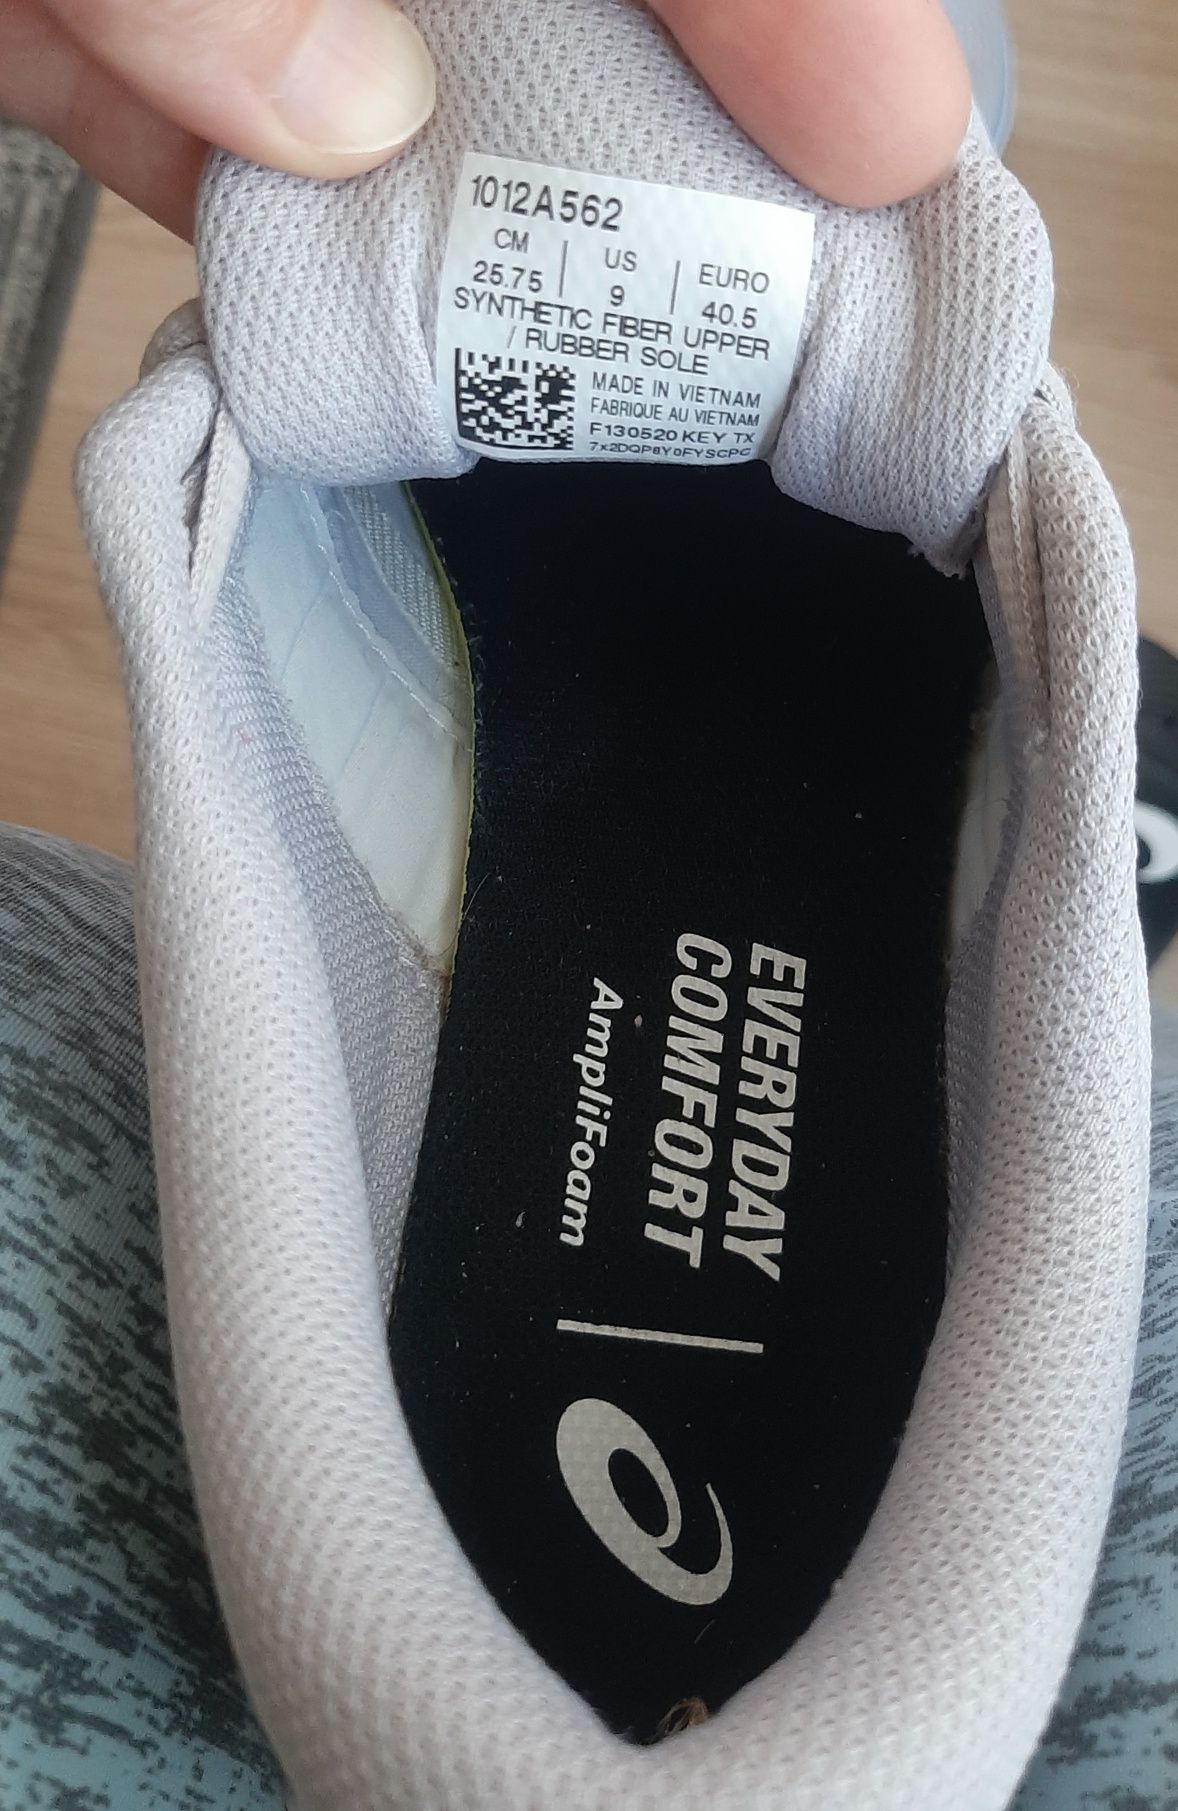 1012A562
CM | US | EURO
25.75 | 9 | 40.5
SYNTHETIC FIBER UPPER
/ RUBBER SOLE
MADE IN VIETNAM
FABRIQUE AU VIETNAM
F130520 KEY TX
EVERYDAY
COMFORT
AmpliFoam